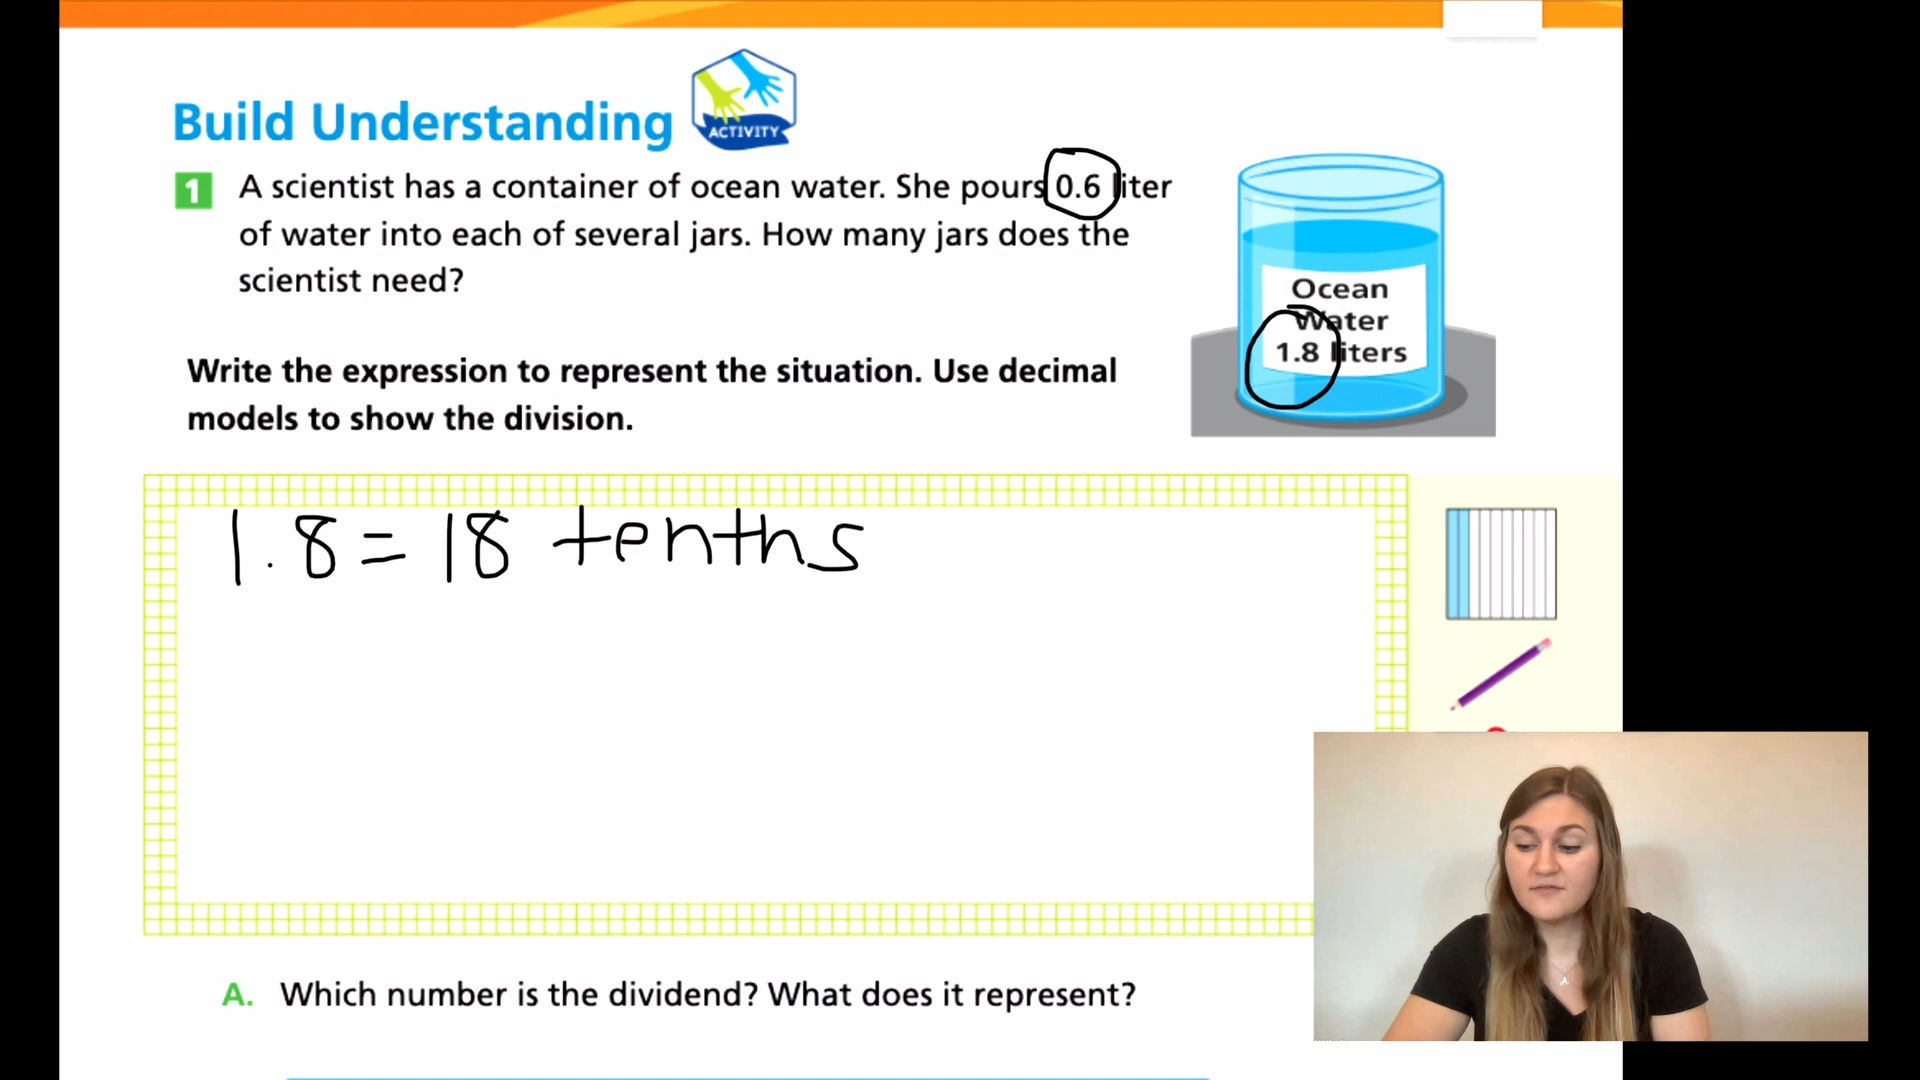 Build Understanding
ACTIVITY
1 A scientist has a container of ocean water. She pours 0.6 liter
of water into each of several jars. How many jars does the
scientist need?
Ocean
Water
1.8 liters
Write the expression to represent the situation. Use decimal
models to show the division.
1.8 = 18 tenths
A. Which number is the dividend? What does it represent?